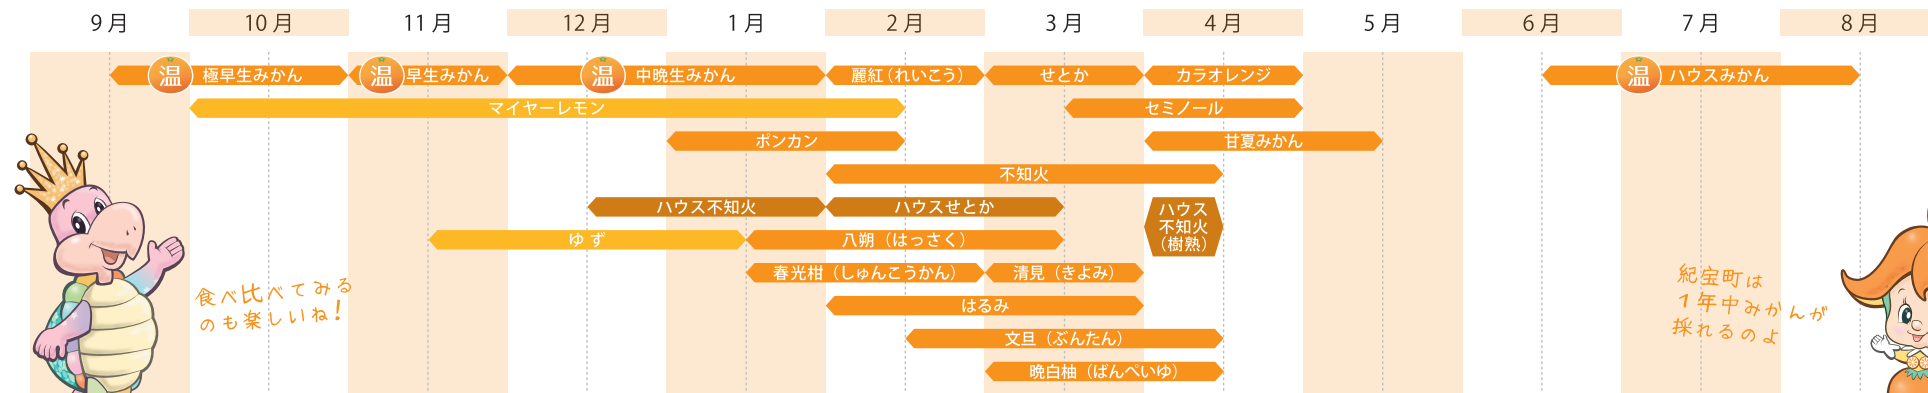 9月 10月 11月 12月 1月 2月 3月 4月 5月 6月 7月 8月
温 極早生みかん 温 早生みかん 温 中晩生みかん 麗紅（れいこう） せとか カラオレンジ 温 ハウスみかん
マイヤーレモン セミノール
ポンカン 甘夏みかん
不知火
ハウス不知火 ハウスせとか
ハウス
不知火
（樹熟）
ゆず 八朔（はっさく）
春光柑（しゅんこうかん） 清見（きよみ）
はるみ
文旦（ぶんたん）
晩白柚（ばんぺいゆ）
食べ比べてみる
のも楽しいね！
紀宝町は
1年中みかんが
採れるのよ